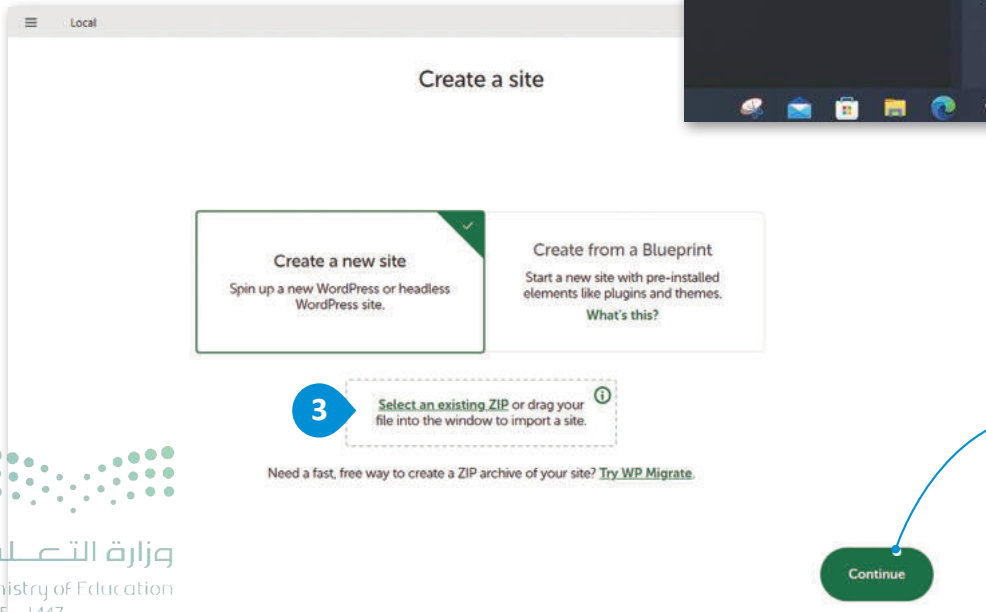 Local
Create a site
Create a new site
Spin up a new WordPress or headless
WordPress site.
Create from a Blueprint
Start a new site with pre-installed
elements like plugins and themes.
What's this?
3
Select an existing ZIP or drag your
file into the window to import a site.
Need a fast, free way to create a ZIP archive of your site? Try WP Migrate.
Continue
وزارة
of Education